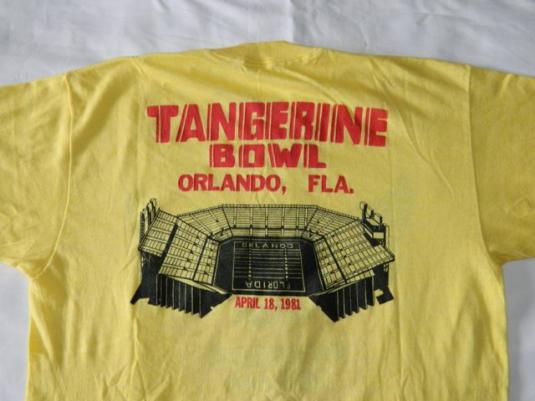 TANGERINE
BOWL
ORLANDO, FLA.
ORLANDO
FLORIDA
APRIL 18, 1981